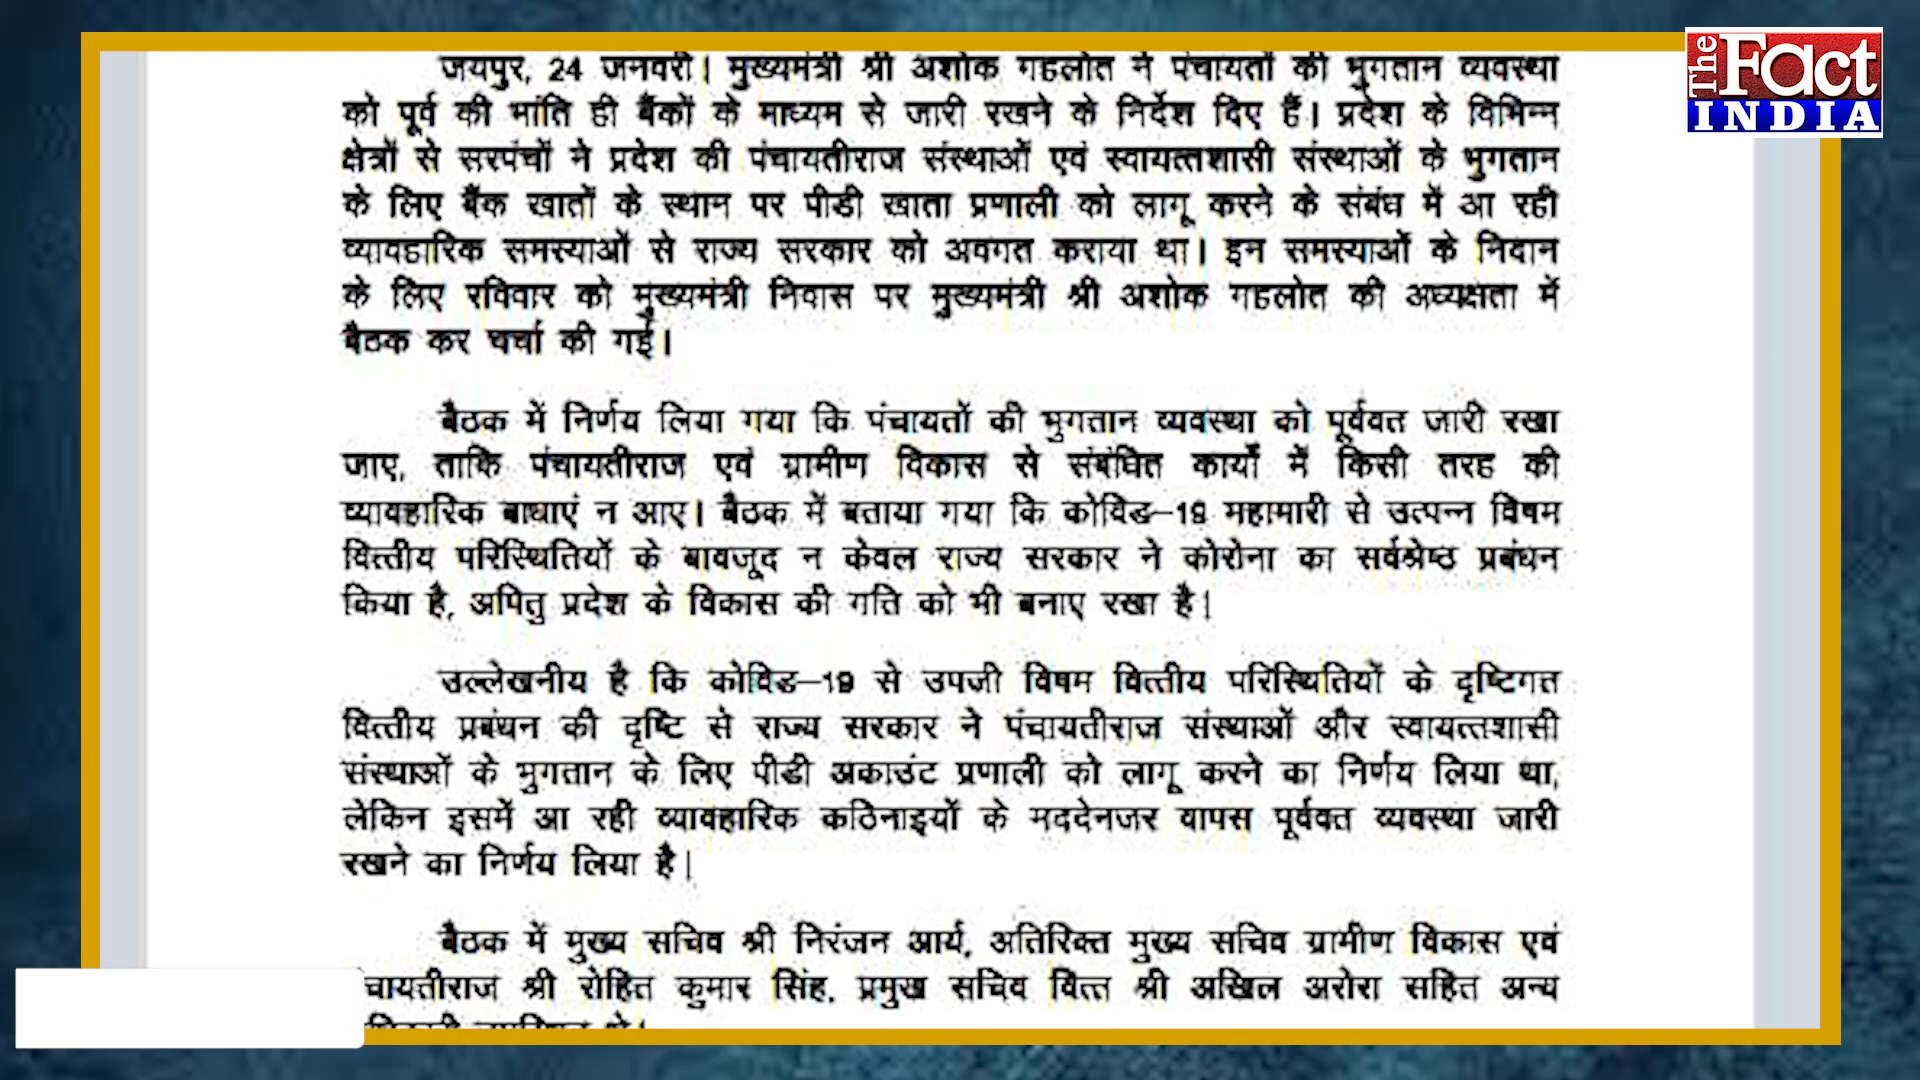 The Fact
INDIA
जयपुर, 24 जनवरी। मुख्यमंत्री श्री अशोक गहलोत ने पंचायतों की भुगतान व्यवस्था
को पूर्व की भांति ही बैंकों के माध्यम से जारी रखने के निर्देश दिए हैं। प्रदेश के विभिन्न
क्षेत्रों से सरपंचों ने प्रदेश की पंचायतीराज संस्थाओं एवं स्वायत्तशासी संस्थाओं के भुगतान
के लिए बैंक खातों के स्थान पर पीडी खाता प्रणाली को लागू करने के संबंध में आ रही
व्यावहारिक समस्याओं से राज्य सरकार को अवगत कराया था। इन समस्याओं के निदान
के लिए रविवार को मुख्यमंत्री निवास पर मुख्यमंत्री श्री अशोक गहलोत की अध्यक्षता में
बैठक कर चर्चा की गई।
बैठक में निर्णय लिया गया कि पंचायतों की भुगतान व्यवस्था को पूर्ववत जारी रखा
जाए, ताकि पंचायतीराज एवं ग्रामीण विकास से संबंधित कार्यों में किसी तरह की
व्यावहारिक बाधाएं न आए। बैठक में बताया गया कि कोविड–19 महामारी से उत्पन्न विषम
वित्तीय परिस्थितियों के बावजूद न केवल राज्य सरकार ने कोरोना का सर्वश्रेष्ठ प्रबंधन
किया है, अपितु प्रदेश के विकास की गति को भी बनाए रखा है|
उल्लेखनीय है कि कोविड–19 से उपजी विषम वित्तीय परिस्थितियों के दृष्टिगत
वित्तीय प्रबंधन की दृष्टि से राज्य सरकार ने पंचायतीराज संस्थाओं और स्वायत्तशासी
संस्थाओं के भुगतान के लिए पीडी अकाउंट प्रणाली को लागू करने का निर्णय लिया था,
लेकिन इसमें आ रही व्यावहारिक कठिनाइयों के मददेनजर वापस पूर्ववत व्यवस्था जारी
रखने का निर्णय लिया है|
बैठक में मुख्य सचिव श्री निरंजन आर्य, अतिरिक्त मुख्य सचिव ग्रामीण विकास एवं
चायतीराज श्री रोहित कुमार सिंह, प्रमुख सचिव वित्त श्री अखिल अरोरा सहित अन्य